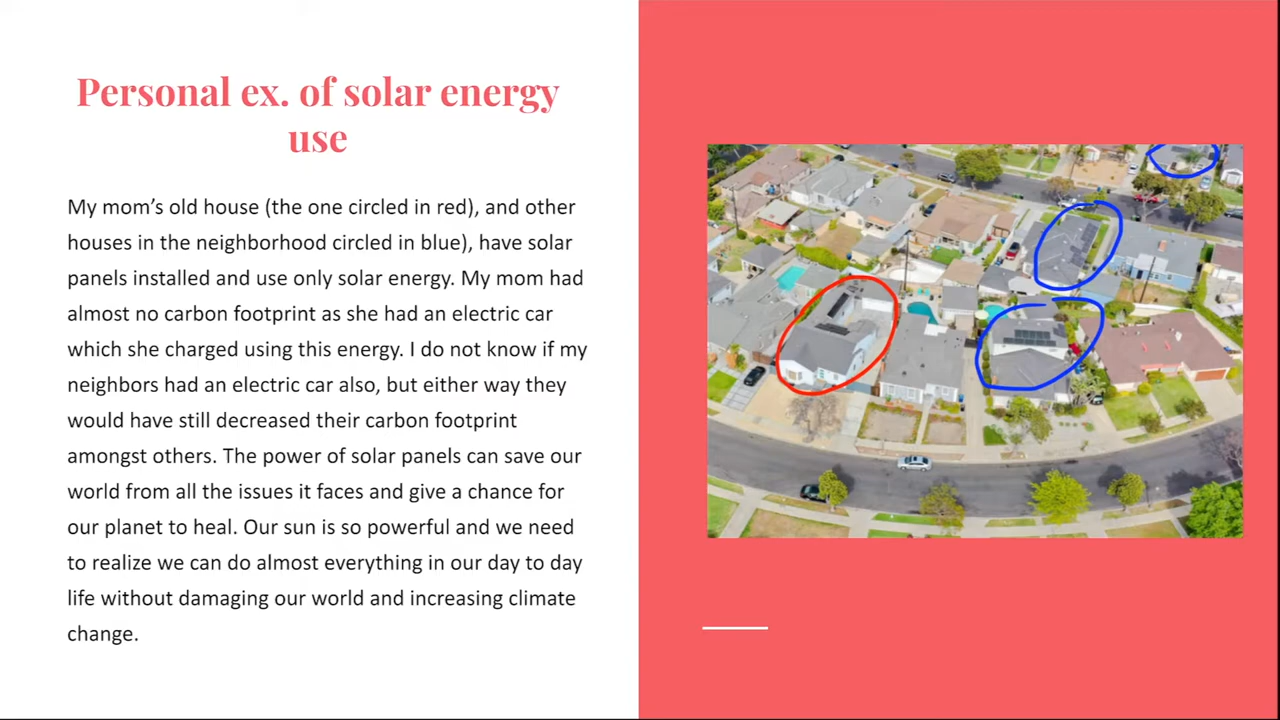 Personal ex. of solar energy
use
My mom’s old house (the one circled in red), and other
houses in the neighborhood circled in blue), have solar
panels installed and use only solar energy. My mom had
almost no carbon footprint as she had an electric car
which she charged using this energy. I do not know if my
neighbors had an electric car also, but either way they
would have still decreased their carbon footprint
amongst others. The power of solar panels can save our
world from all the issues it faces and give a chance for
our planet to heal. Our sun is so powerful and we need
to realize we can do almost everything in our day to day
life without damaging our world and increasing climate
change.